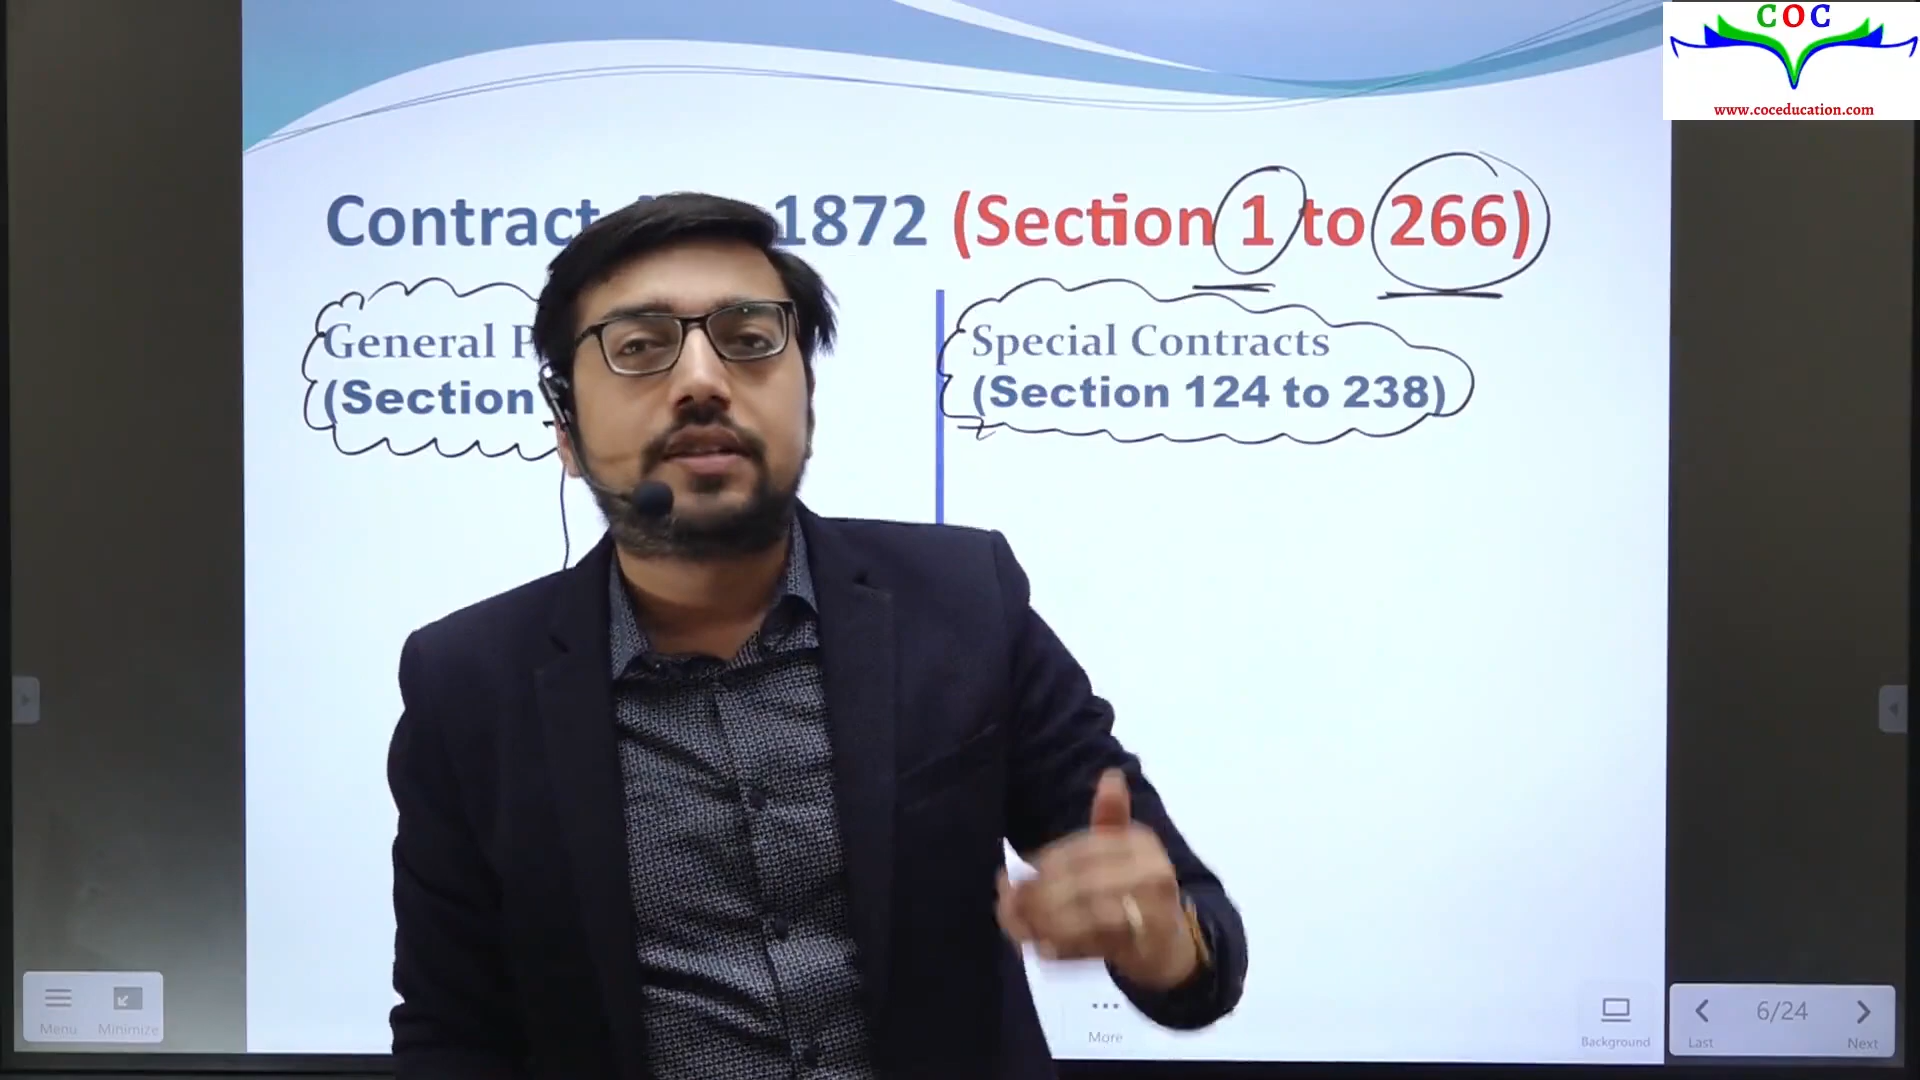 COC
www.coceducation.com
Contract 1872 (Section 1 to 266)
General P
(Section
Special Contracts
(Section 124 to 238)
Menu
Minimize
More
Background
6/24
Last
Next